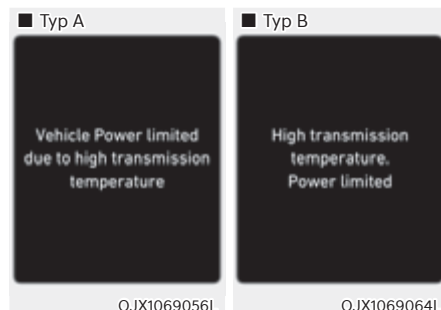 ■ Typ A
Vehicle Power limited
due to high transmission
temperature
OJX1069056L
■ Typ B
High transmission
temperature.
Power limited
OJX1069064L